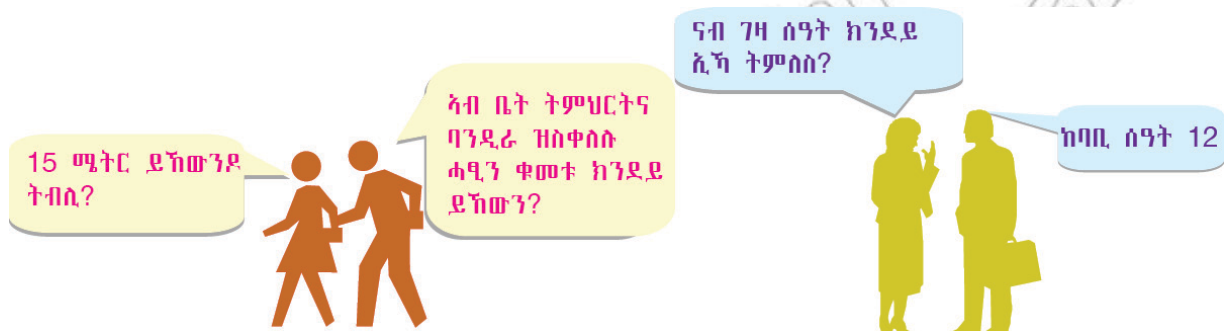 15 ሜትር ይኸውንዶ
ትብሊ?
ኣብ ቤት ትምህርትና
ባንዲራ ዝስቀለሉ
ሓፂን ቁመቱ ክንደይ
ይኸውን?
ናብ ገዛ ሰዓት ክንደይ
ኢኻ ትምለስ?
ከባቢ ሰዓት 12